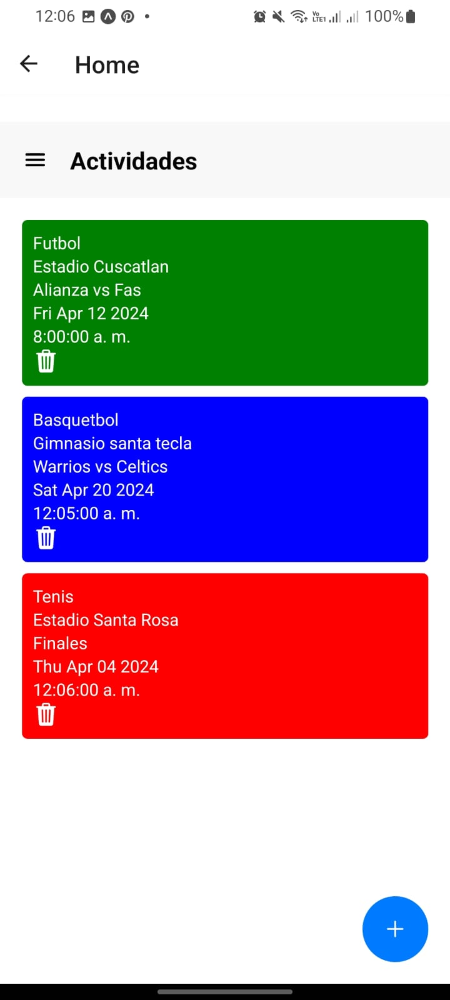 12:06
Vo
LTE1
100%
Home
Actividades
Futbol
Estadio Cuscatlan
Alianza vs Fas
Fri Apr 12 2024
8:00:00 a. m.
Basquetbol
Gimnasio santa tecla
Warrios vs Celtics
Sat Apr 20 2024
12:05:00 a. m.
Tenis
Estadio Santa Rosa
Finales
Thu Apr 04 2024
12:06:00 a. m.